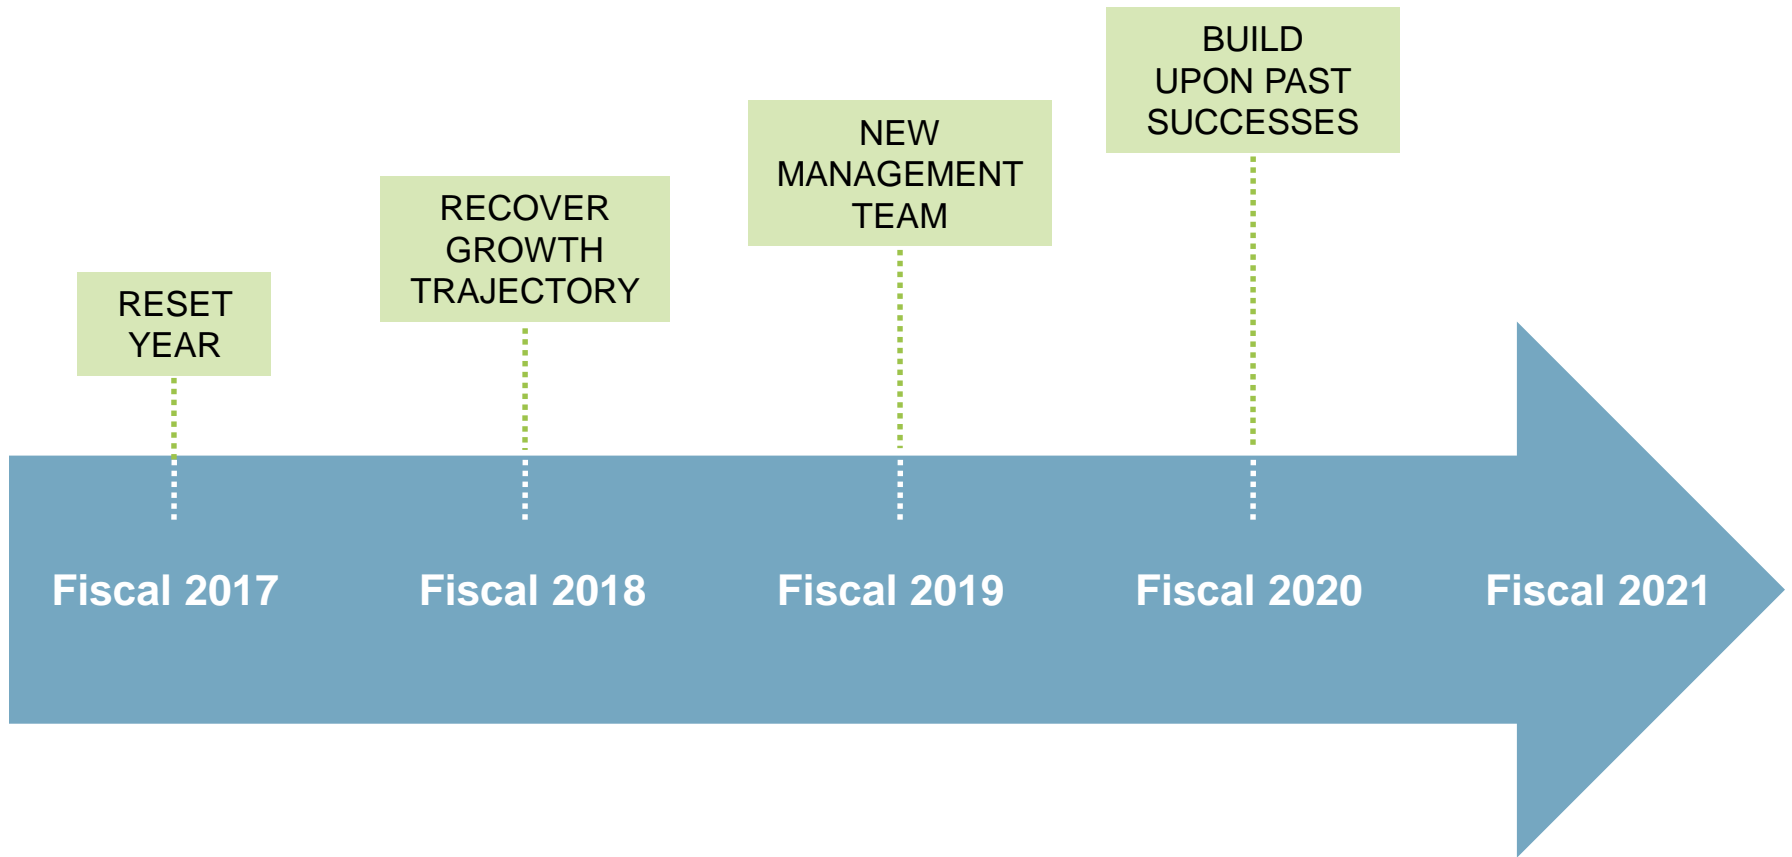 BUILD
UPON PAST
SUCCESSES
NEW
MANAGEMENT
TEAM
RECOVER
GROWTH
TRAJECTORY
RESET
YEAR
Fiscal 2017
Fiscal 2018
Fiscal 2019
Fiscal 2020
Fiscal 2021